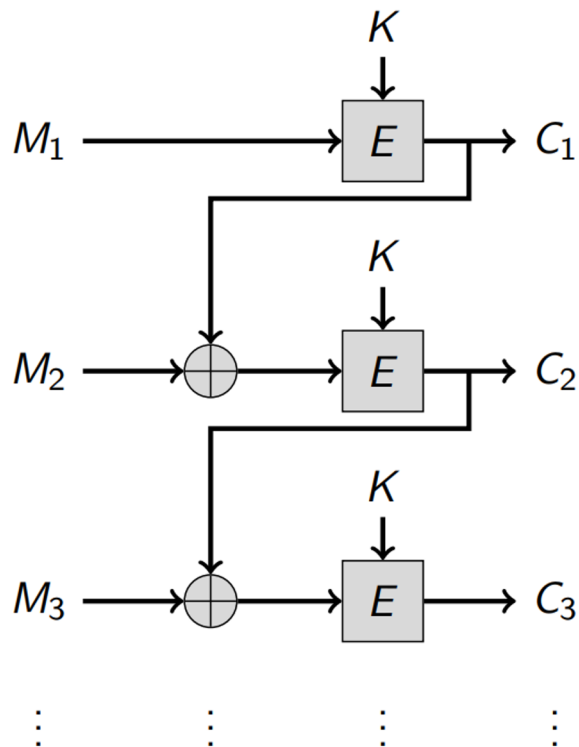 K
M₁ E C₁
K
M₂ E C₂
K
M₃ E C₃
⋮ ⋮ ⋮ ⋮